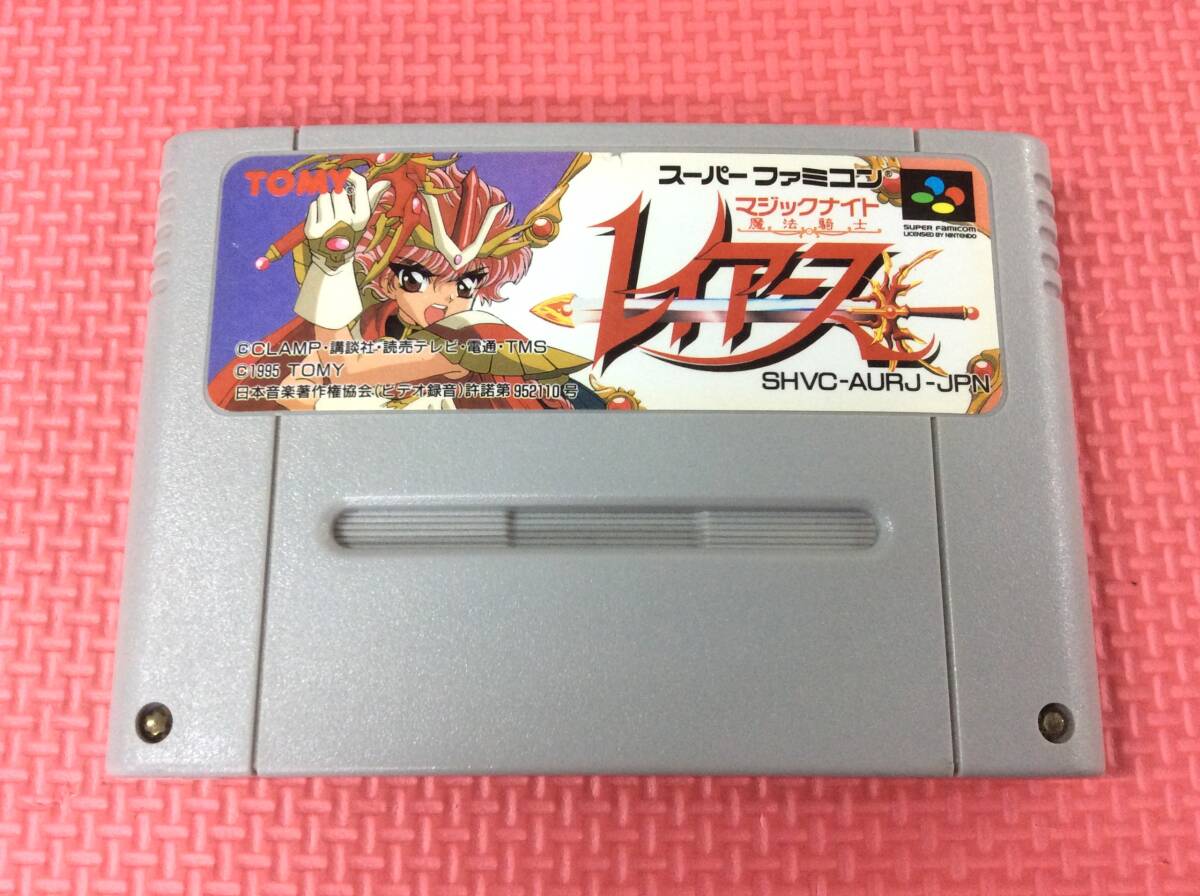 TOMY®
スーパーファミコン®
マジックナイト
魔法騎士
レイアース
SUPER FAMICOM
LICENSED BY NINTENDO
©CLAMP・講談社・読売テレビ・電通・TMS
©1995 TOMY
日本音楽著作権協会(ビデオ録音)許諾第952110号
SHVC-AURJ-JPN